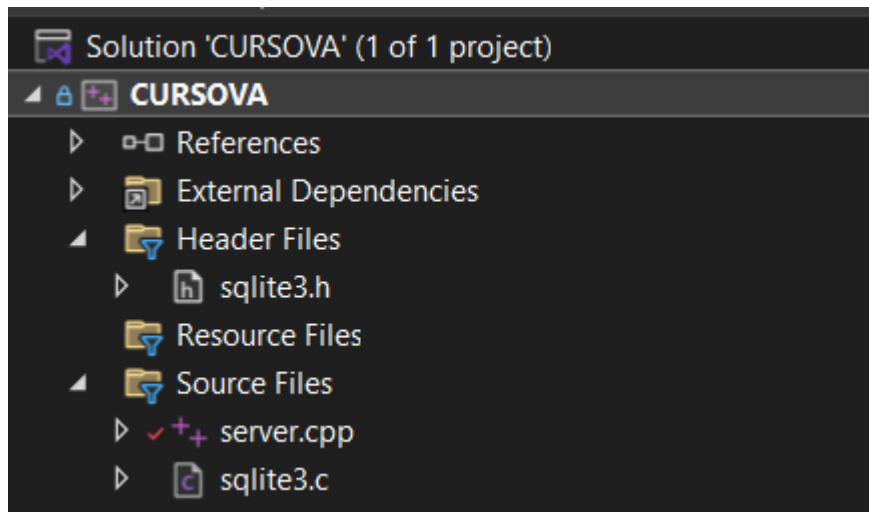 Solution 'CURSOVA' (1 of 1 project)
CURSOVA
References
External Dependencies
Header Files
sqlite3.h
Resource Files
Source Files
server.cpp
sqlite3.c